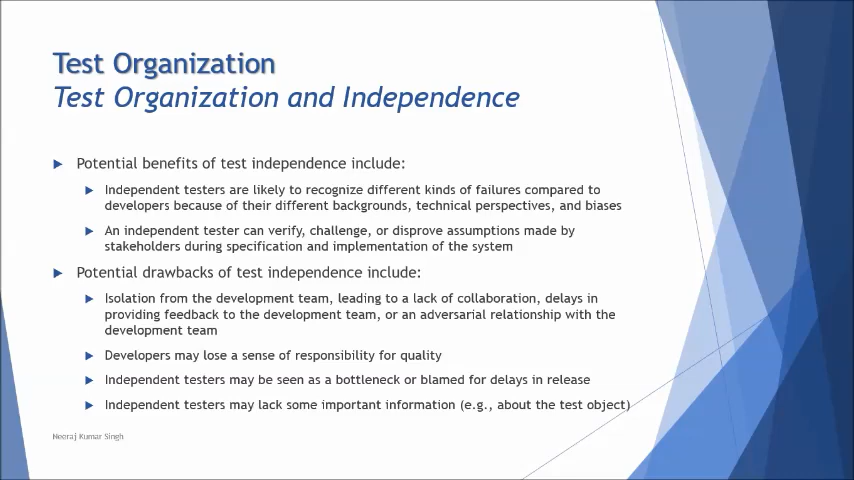 Test Organization
Test Organization and Independence
Potential benefits of test independence include:
Independent testers are likely to recognize different kinds of failures compared to
developers because of their different backgrounds, technical perspectives, and biases
An independent tester can verify, challenge, or disprove assumptions made by
stakeholders during specification and implementation of the system
Potential drawbacks of test independence include:
Isolation from the development team, leading to a lack of collaboration, delays in
providing feedback to the development team, or an adversarial relationship with the
development team
Developers may lose a sense of responsibility for quality
Independent testers may be seen as a bottleneck or blamed for delays in release
Independent testers may lack some important information (e.g., about the test object)
Neeraj Kumar Singh